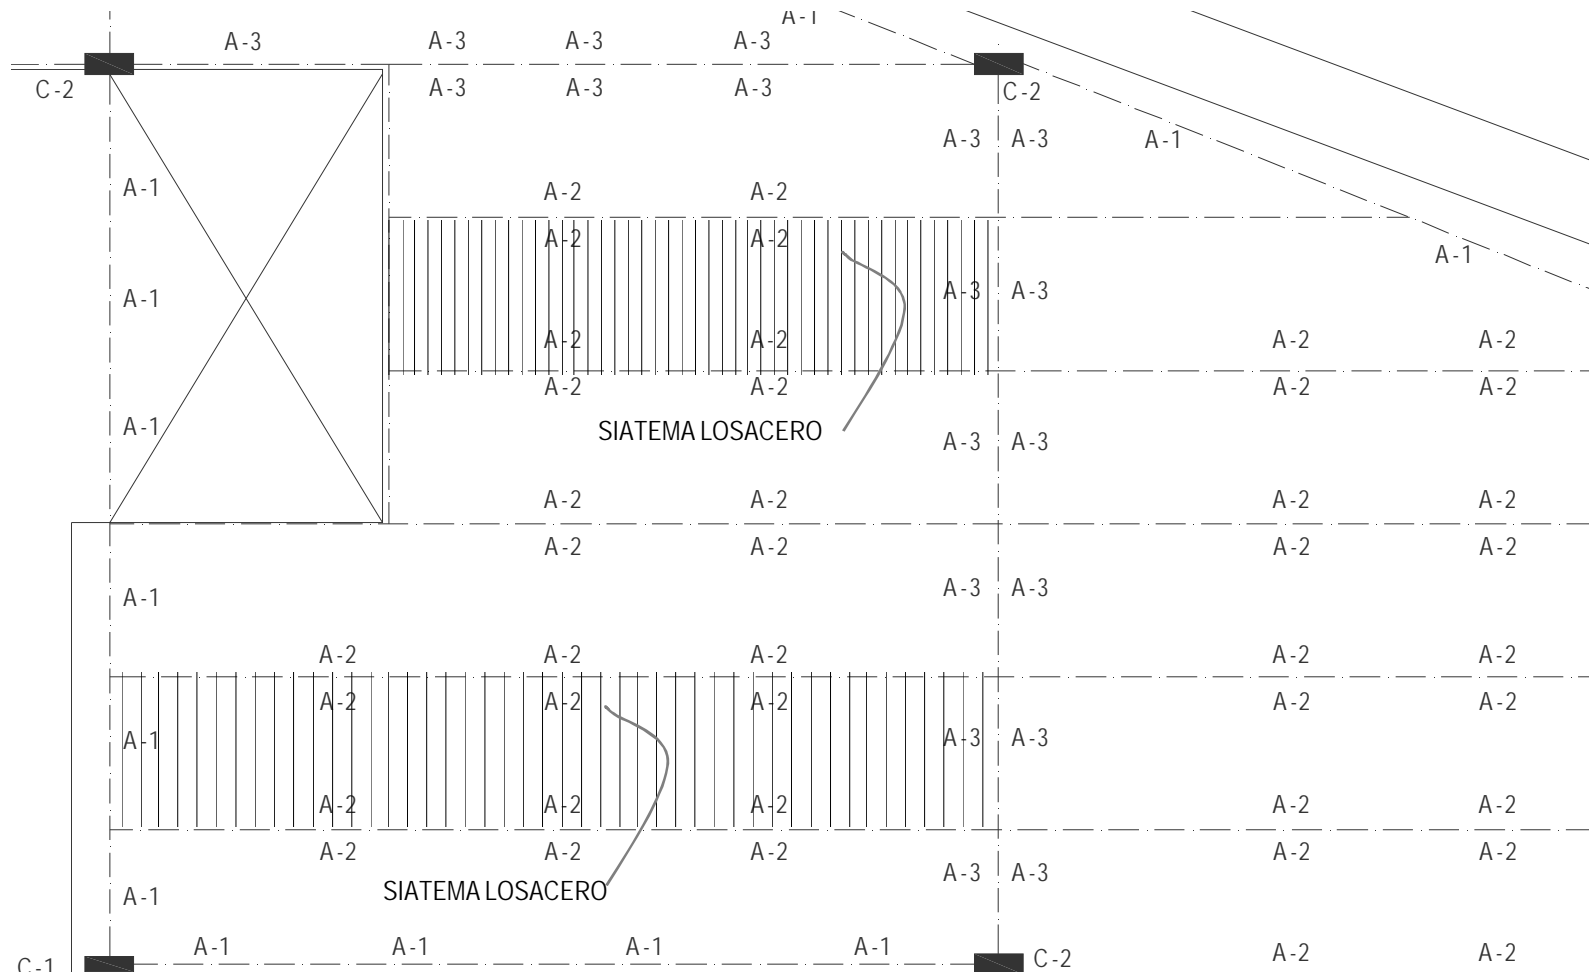 A-1
A-3 A-3 A-3 A-3
C-2 A-3 A-3 A-3 C-2
A-3 A-3 A-1
A-1 A-2 A-2
A-2 A-2 A-1
A-1 A-3 A-3
A-2 A-2 A-2 A-2
A-2 A-2 A-2 A-2
A-1 SIATEMA LOSACERO A-3 A-3
A-2 A-2 A-2 A-2
A-2 A-2 A-2 A-2
A-1 A-3 A-3
A-2 A-2 A-2 A-2 A-2
A-2 A-2 A-2 A-2 A-2
A-1 A-3 A-3
A-2 A-2 A-2 A-2 A-2
A-2 A-2 A-2 A-2 A-2
A-3 A-3
A-1 SIATEMA LOSACERO
A-1 A-1 A-1 A-1 A-2 A-2
C-1 C-2